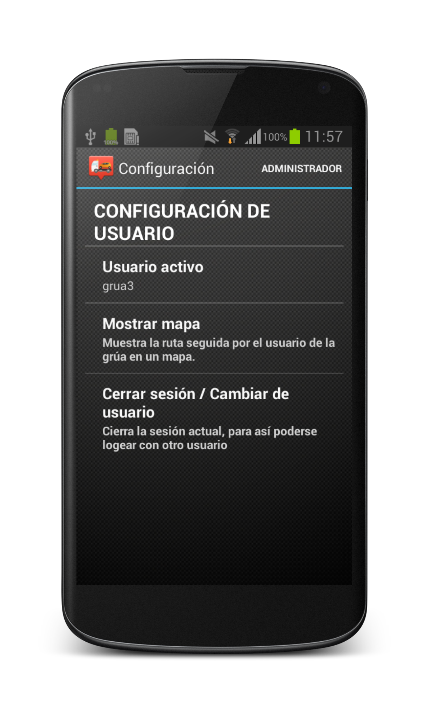 100% 11:57
Configuración ADMINISTRADOR
CONFIGURACIÓN DE
USUARIO
Usuario activo
grua3
Mostrar mapa
Muestra la ruta seguida por el usuario de la
grúa en un mapa.
Cerrar sesión / Cambiar de
usuario
Cierra la sesión actual, para así poderse
logear con otro usuario